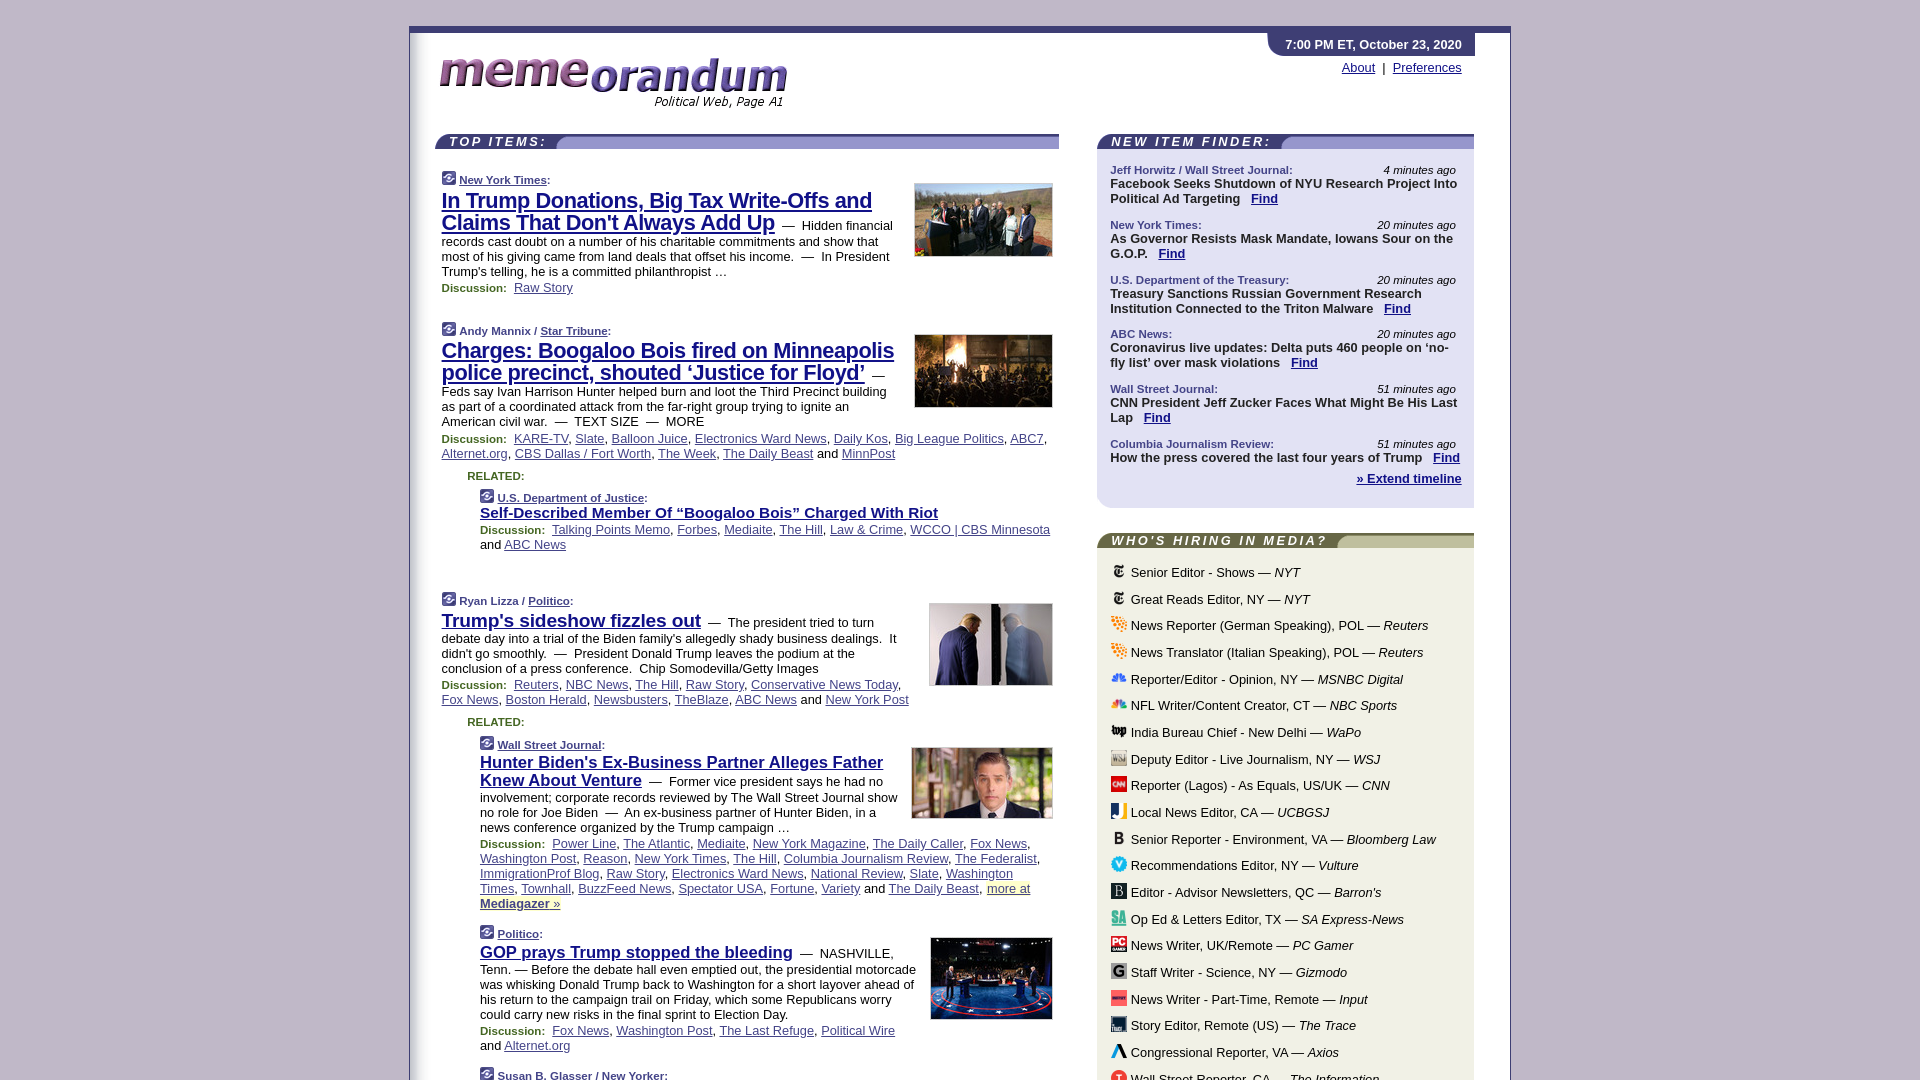 7:00 PM ET, October 23, 2020
About | Preferences
memeorandum
Political Web, Page A1
TOP ITEMS:
New York Times:
In Trump Donations, Big Tax Write-Offs and
Claims That Don't Always Add Up — Hidden financial
records cast doubt on a number of his charitable commitments and show that
most of his giving came from land deals that offset his income. — In President
Trump's telling, he is a committed philanthropist …
Discussion: Raw Story
Andy Mannix / Star Tribune:
Charges: Boogaloo Bois fired on Minneapolis
police precinct, shouted ‘Justice for Floyd’ —
Feds say Ivan Harrison Hunter helped burn and loot the Third Precinct building
as part of a coordinated attack from the far-right group trying to ignite an
American civil war. — TEXT SIZE — MORE
Discussion: KARE-TV, Slate, Balloon Juice, Electronics Ward News, Daily Kos, Big League Politics, ABC7,
Alternet.org, CBS Dallas / Fort Worth, The Week, The Daily Beast and MinnPost
RELATED:
U.S. Department of Justice:
Self-Described Member Of “Boogaloo Bois” Charged With Riot
Discussion: Talking Points Memo, Forbes, Mediaite, The Hill, Law & Crime, WCCO | CBS Minnesota
and ABC News
Ryan Lizza / Politico:
Trump's sideshow fizzles out — The president tried to turn
debate day into a trial of the Biden family's allegedly shady business dealings. It
didn't go smoothly. — President Donald Trump leaves the podium at the
conclusion of a press conference. Chip Somodevilla/Getty Images
Discussion: Reuters, NBC News, The Hill, Raw Story, Conservative News Today,
Fox News, Boston Herald, Newsbusters, TheBlaze, ABC News and New York Post
RELATED:
Wall Street Journal:
Hunter Biden's Ex-Business Partner Alleges Father
Knew About Venture — Former vice president says he had no
involvement; corporate records reviewed by The Wall Street Journal show
no role for Joe Biden — An ex-business partner of Hunter Biden, in a
news conference organized by the Trump campaign …
Discussion: Power Line, The Atlantic, Mediaite, New York Magazine, The Daily Caller, Fox News,
Washington Post, Reason, New York Times, The Hill, Columbia Journalism Review, The Federalist,
ImmigrationProf Blog, Raw Story, Electronics Ward News, National Review, Slate, Washington
Times, Townhall, BuzzFeed News, Spectator USA, Fortune, Variety and The Daily Beast, more at
Mediagazer »
Politico:
GOP prays Trump stopped the bleeding — NASHVILLE,
Tenn. — Before the debate hall even emptied out, the presidential motorcade
was whisking Donald Trump back to Washington for a short layover ahead of
his return to the campaign trail on Friday, which some Republicans worry
could carry new risks in the final sprint to Election Day.
Discussion: Fox News, Washington Post, The Last Refuge, Political Wire
and Alternet.org
Susan B. Glasser / New Yorker:
NEW ITEM FINDER:
Jeff Horwitz / Wall Street Journal: 4 minutes ago
Facebook Seeks Shutdown of NYU Research Project Into
Political Ad Targeting Find
New York Times: 20 minutes ago
As Governor Resists Mask Mandate, Iowans Sour on the
G.O.P. Find
U.S. Department of the Treasury: 20 minutes ago
Treasury Sanctions Russian Government Research
Institution Connected to the Triton Malware Find
ABC News: 20 minutes ago
Coronavirus live updates: Delta puts 460 people on ‘no-
fly list’ over mask violations Find
Wall Street Journal: 51 minutes ago
CNN President Jeff Zucker Faces What Might Be His Last
Lap Find
Columbia Journalism Review: 51 minutes ago
How the press covered the last four years of Trump Find
» Extend timeline
WHO'S HIRING IN MEDIA?
Senior Editor - Shows — NYT
Great Reads Editor, NY — NYT
News Reporter (German Speaking), POL — Reuters
News Translator (Italian Speaking), POL — Reuters
Reporter/Editor - Opinion, NY — MSNBC Digital
NFL Writer/Content Creator, CT — NBC Sports
wp India Bureau Chief - New Delhi — WaPo
WSJ Deputy Editor - Live Journalism, NY — WSJ
CNN Reporter (Lagos) - As Equals, US/UK — CNN
J Local News Editor, CA — UCBGSJ
B Senior Reporter - Environment, VA — Bloomberg Law
V Recommendations Editor, NY — Vulture
B Editor - Advisor Newsletters, QC — Barron's
SA Op Ed & Letters Editor, TX — SA Express-News
PC GAMER News Writer, UK/Remote — PC Gamer
G Staff Writer - Science, NY — Gizmodo
News Writer - Part-Time, Remote — Input
Story Editor, Remote (US) — The Trace
Congressional Reporter, VA — Axios
Wall Street Reporter, CA — The Information